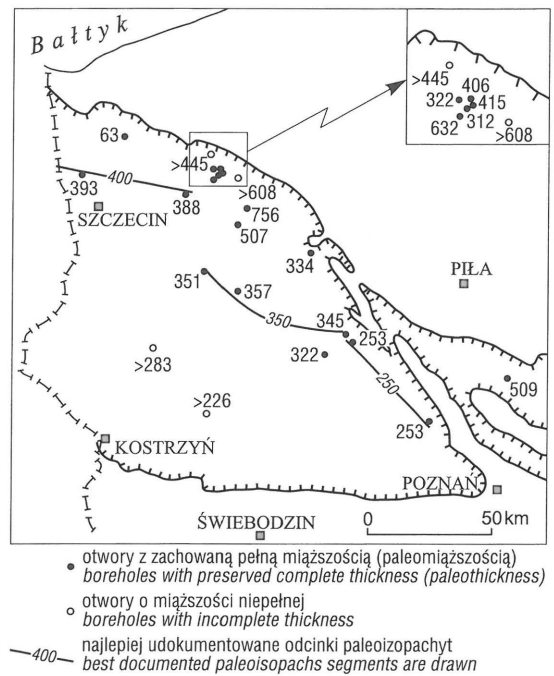 Bałtyk
>445
406
322
415
632
312
>608
63
>445
393
400
388
>608
SZCZECIN
756
507
334
PIŁA
351
357
350
345
253
322
>283
250
509
>226
253
KOSTRZYŃ
POZNAŃ
ŚWIEBODZIN
0 50 km
otwory z zachowaną pełną miąższością (paleomiąższością)
boreholes with preserved complete thickness (paleothickness)
otwory o miąższości niepełnej
boreholes with incomplete thickness
400
najlepiej udokumentowane odcinki paleoizopachyt
best documented paleoisopachs segments are drawn